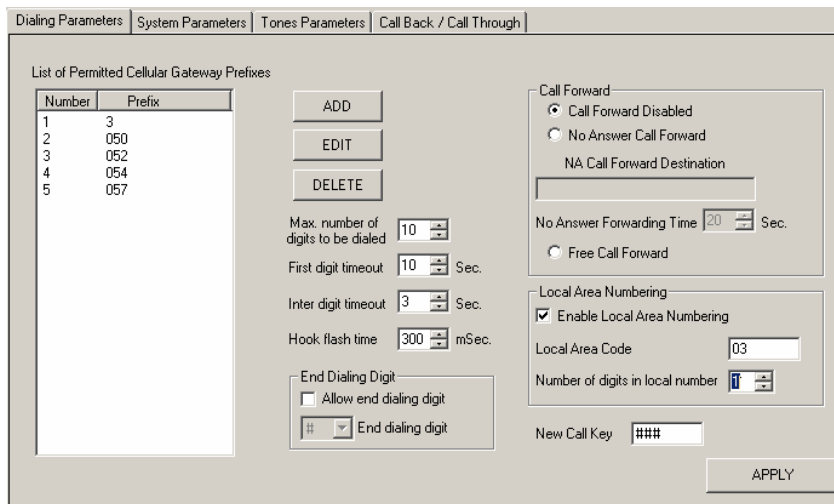 Dialing Parameters System Parameters Tones Parameters Call Back / Call Through
List of Permitted Cellular Gateway Prefixes
Number Prefix
1 3
2 050
3 052
4 054
5 057
ADD
EDIT
DELETE
Max. number of
digits to be dialed 10
First digit timeout 10 Sec.
Inter digit timeout 3 Sec.
Hook flash time 300 mSec.
End Dialing Digit
Allow end dialing digit
# End dialing digit
Call Forward
Call Forward Disabled
No Answer Call Forward
NA Call Forward Destination
No Answer Forwarding Time 20 Sec.
Free Call Forward
Local Area Numbering
Enable Local Area Numbering
Local Area Code 03
Number of digits in local number 1
New Call Key ###
APPLY